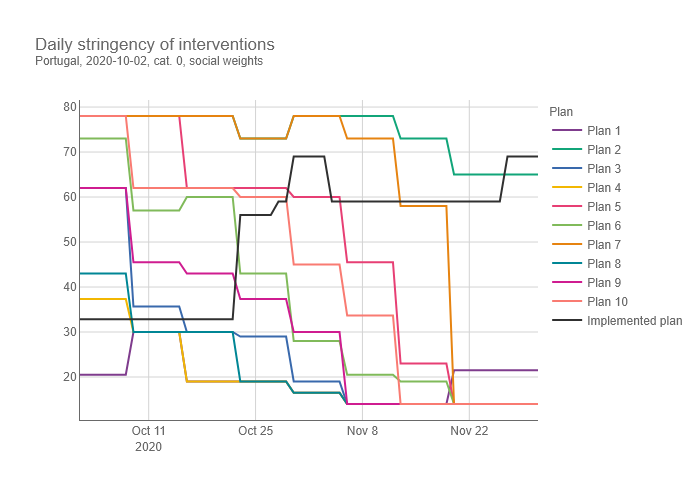 Daily stringency of interventions
Portugal, 2020-10-02, cat. 0, social weights
80
70
60
50
40
30
20
Oct 11
2020
Oct 25
Nov 8
Nov 22
Plan
Plan 1
Plan 2
Plan 3
Plan 4
Plan 5
Plan 6
Plan 7
Plan 8
Plan 9
Plan 10
Implemented plan